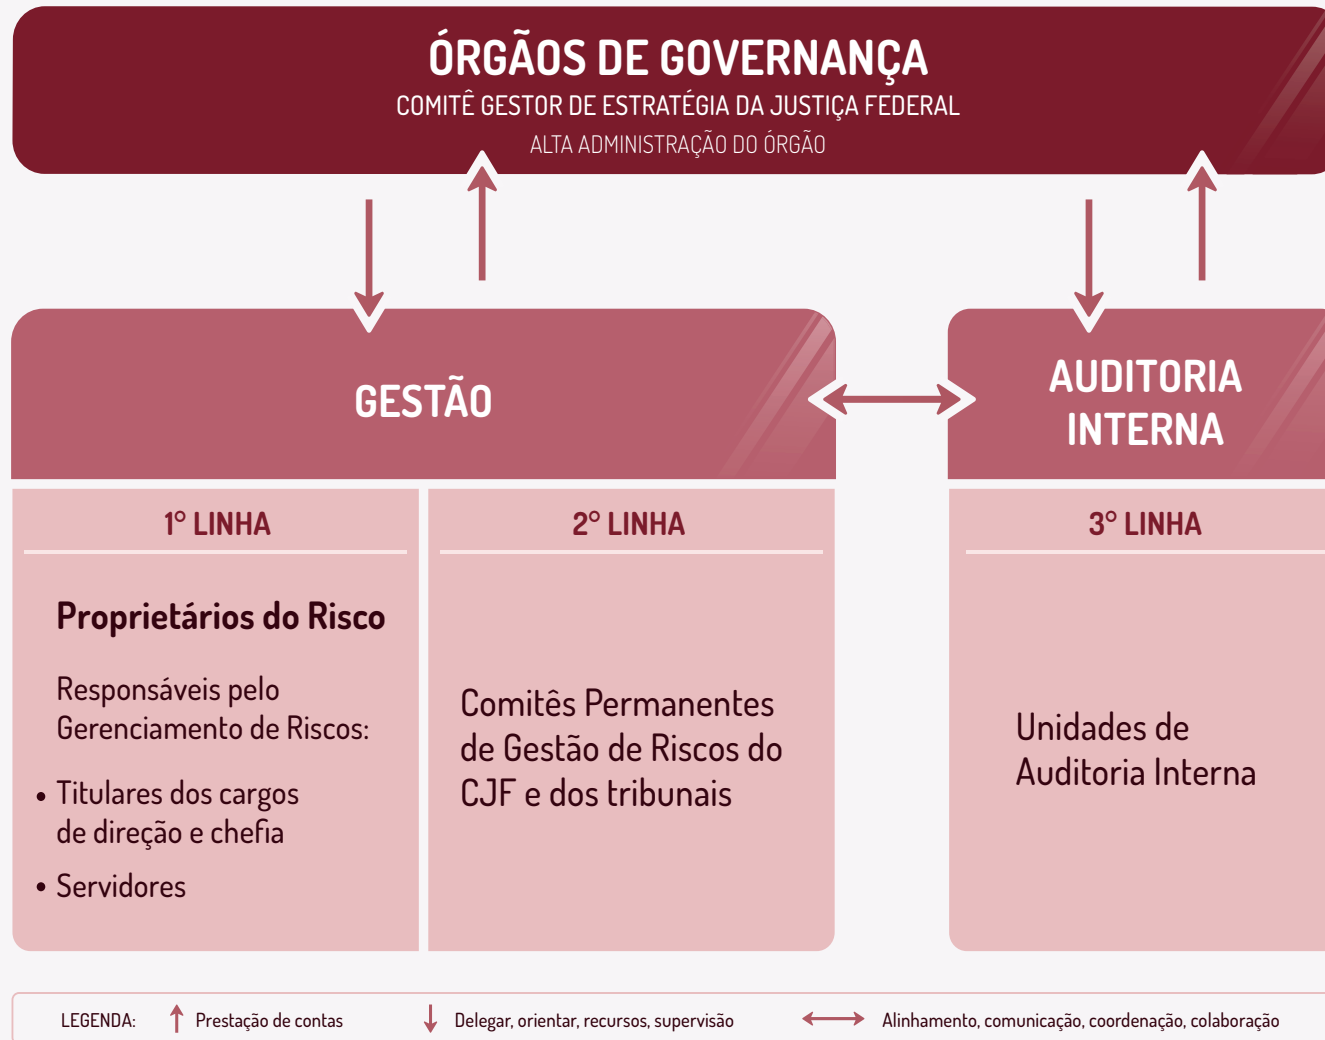 ÓRGÃOS DE GOVERNANÇA
COMITÊ GESTOR DE ESTRATÉGIA DA JUSTIÇA FEDERAL
ALTA ADMINISTRAÇÃO DO ÓRGÃO
GESTÃO
AUDITORIA
INTERNA
1° LINHA
Proprietários do Risco
Responsáveis pelo
Gerenciamento de Riscos:
• Titulares dos cargos
de direção e chefia
• Servidores
2° LINHA
Comitês Permanentes
de Gestão de Riscos do
CJF e dos tribunais
3° LINHA
Unidades de
Auditoria Interna
LEGENDA: ↑ Prestação de contas ↓ Delegar, orientar, recursos, supervisão ↔ Alinhamento, comunicação, coordenação, colaboração